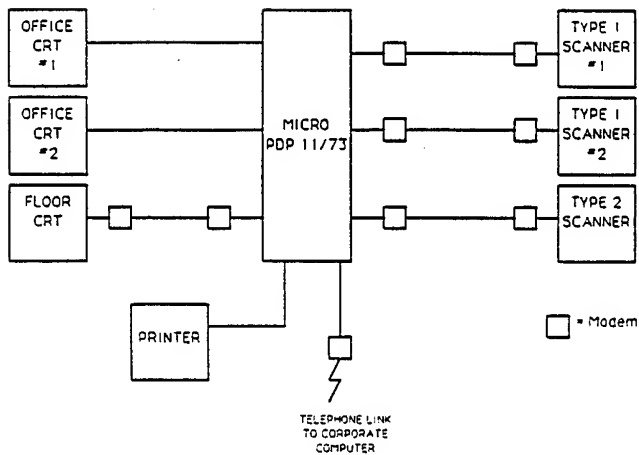 OFFICE
CRT
#1
OFFICE
CRT
#2
FLOOR
CRT
MICRO
PDP 11/73
TYPE 1
SCANNER
#1
TYPE 1
SCANNER
#2
TYPE 2
SCANNER
PRINTER
= Modem
TELEPHONE LINK
TO CORPORATE
COMPUTER